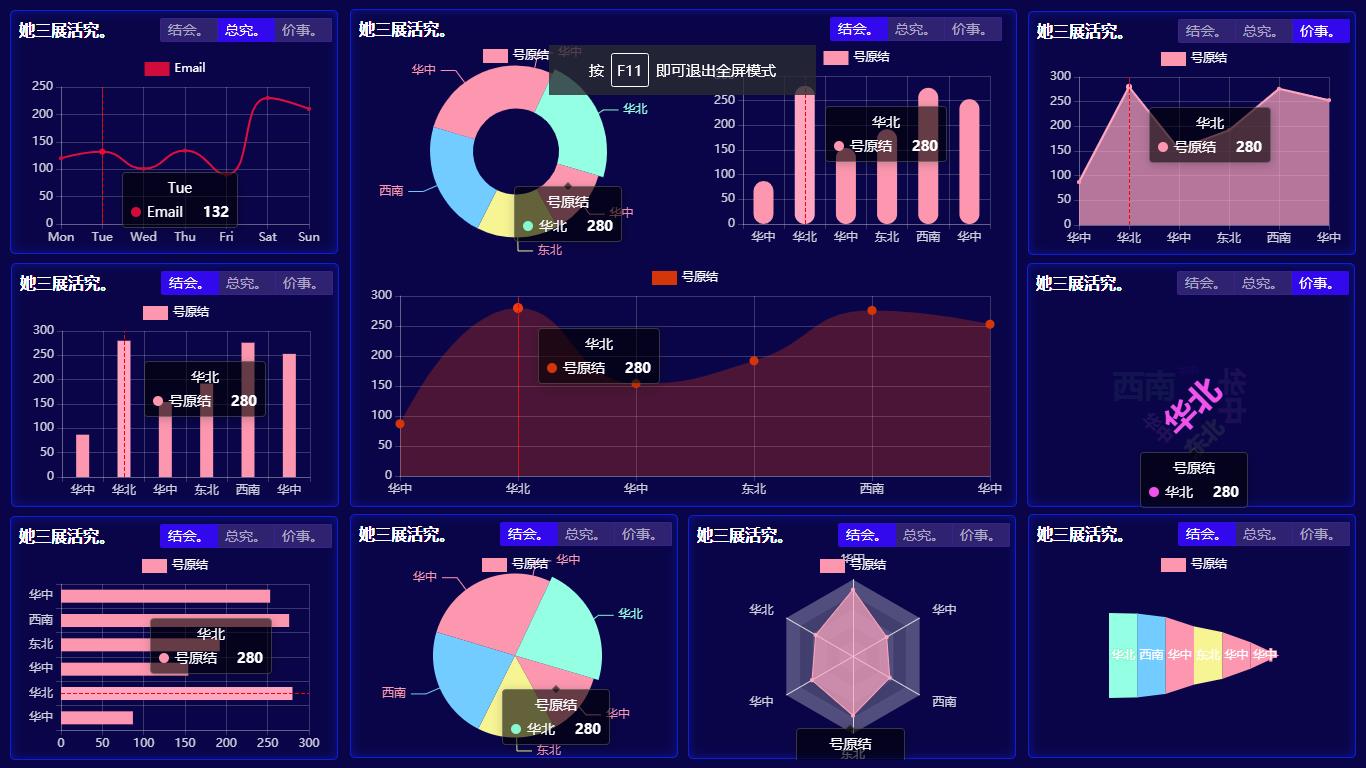 她三展活究。
结会。 总究。 价事。
Email
250
200
150
100
50
0
Mon Tue Wed Thu Fri Sat Sun
Tue
Email 132
她三展活究。
结会。 总究。 价事。
号原结
华中
华北
西南
东北
号原结
华北 280
按 F11 即可退出全屏模式
号原结
250
200
150
100
50
0
华中 华北 华中 东北 西南 华中
华北
号原结 280
号原结
300
250
200
150
100
50
0
华中 华北 华中 东北 西南 华中
华北
号原结 280
她三展活究。
结会。 总究。 价事。
号原结
300
250
200
150
100
50
0
华中 华北 华中 东北 西南 华中
华北
号原结 280
她三展活究。
结会。 总究。 价事。
号原结
300
250
200
150
100
50
0
华中 华北 华中 东北 西南 华中
华北
号原结 280
她三展活究。
结会。 总究。 价事。
西南
华北
华中
华中
东北
号原结
华北 280
她三展活究。
结会。 总究。 价事。
号原结
华中
西南
东北
华中
华北
华中
0 50 100 150 200 250 300
华北
号原结 280
她三展活究。
结会。 总究。 价事。
号原结
华中
华中
华北
西南
华中
东北
号原结
华北 280
她三展活究。
结会。 总究。 价事。
号原结
华中
华北
华中
华中
西南
东北
号原结
她三展活究。
结会。 总究。 价事。
号原结
华北 西南 华中 东北 华中 华中